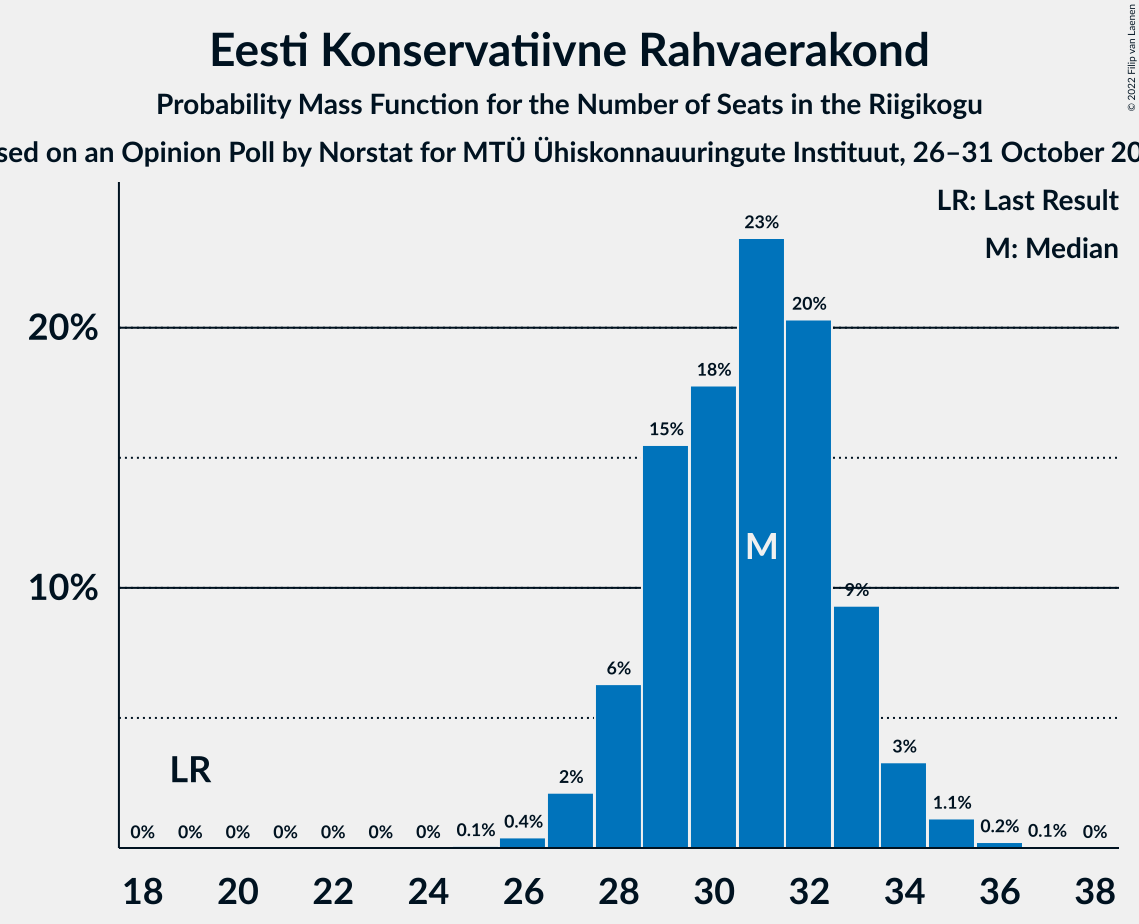 Eesti Konservatiivne Rahvaerakond
Probability Mass Function for the Number of Seats in the Riigikogu
sed on an Opinion Poll by Norstat for MTÜ Ühiskonnauuringute Instituut, 26–31 October 20
© 2022 Filip van Laenen
LR: Last Result
M: Median
23%
20%
20%
18%
15%
M
10%
9%
6%
LR
3%
2%
0% 0% 0% 0% 0% 0% 0% 0.1% 0.4% 1.1% 0.2% 0.1% 0%
18 20 22 24 26 28 30 32 34 36 38